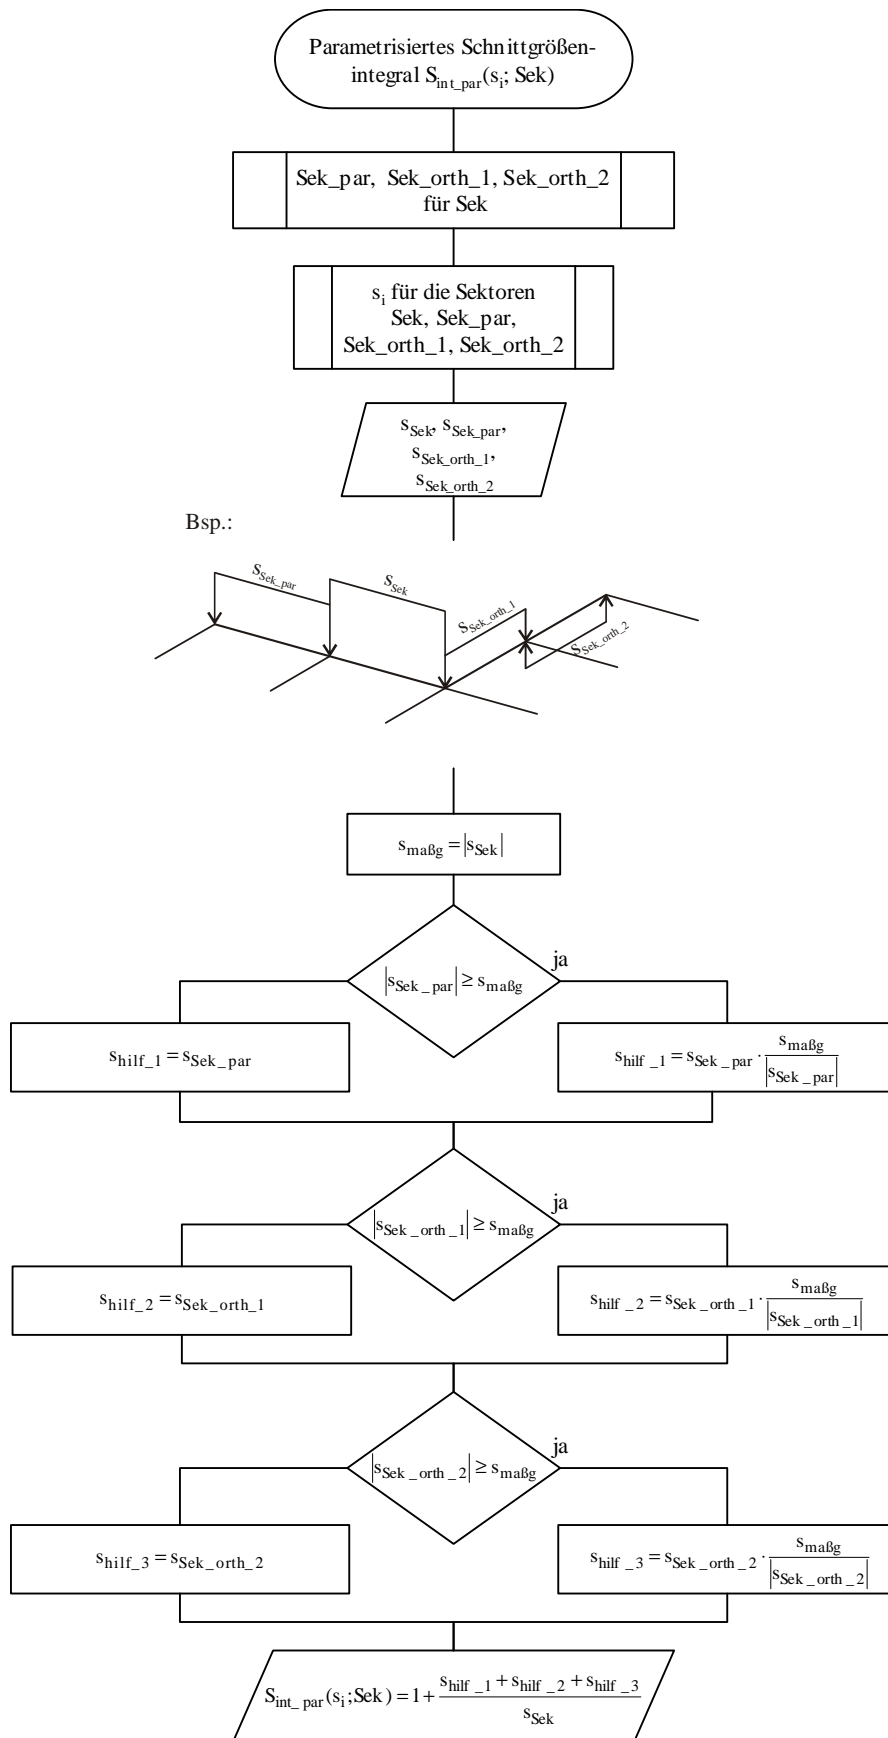 Parametrisiertes Schnittgrößen-
integral S_int_par(s_i; Sek)
Sek_par, Sek_orth_1, Sek_orth_2
für Sek
s_i für die Sektoren
Sek, Sek_par,
Sek_orth_1, Sek_orth_2
s_Sek, s_Sek_par,
s_Sek_orth_1,
s_Sek_orth_2
Bsp.:
s_Sek_par
s_Sek
s_Sek_orth_1
s_Sek_orth_2
s_maßg = |s_Sek|
|s_Sek_par| ≥ s_maßg
ja
s_hilf_1 = s_Sek_par
s_hilf_1 = s_Sek_par · s_maßg / |s_Sek_par|
|s_Sek_orth_1| ≥ s_maßg
ja
s_hilf_2 = s_Sek_orth_1
s_hilf_2 = s_Sek_orth_1 · s_maßg / |s_Sek_orth_1|
|s_Sek_orth_2| ≥ s_maßg
ja
s_hilf_3 = s_Sek_orth_2
s_hilf_3 = s_Sek_orth_2 · s_maßg / |s_Sek_orth_2|
S_int_par(s_i; Sek) = 1 + (s_hilf_1 + s_hilf_2 + s_hilf_3) / s_Sek